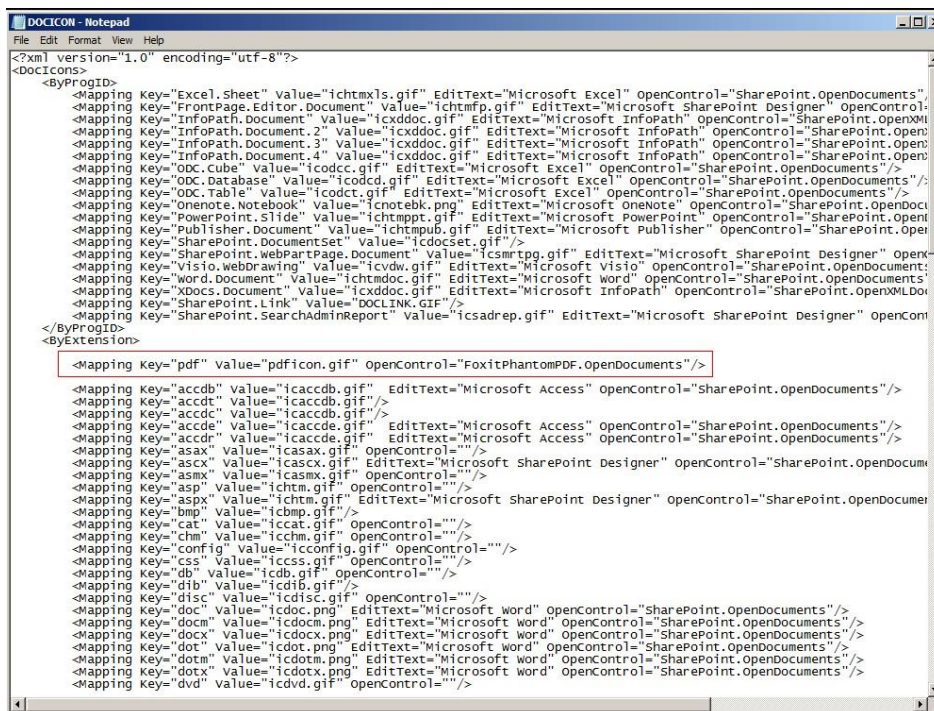 DOCICON - Notepad
File Edit Format View Help
<?xml version="1.0" encoding="utf-8"?>
<DocIcons>
<ByProgID>
<Mapping Key="Excel.Sheet" Value="ichtmxls.gif" EditText="Microsoft Excel" OpenControl="SharePoint.OpenDocuments"/
<Mapping Key="FrontPage.Editor.Document" Value="ichtmfp.gif" EditText="Microsoft SharePoint Designer" OpenControl=
<Mapping Key="InfoPath.Document" Value="icxddoc.gif" EditText="Microsoft InfoPath" OpenControl="SharePoint.OpenXML
<Mapping Key="InfoPath.Document.2" Value="icxddoc.gif" EditText="Microsoft InfoPath" OpenControl="SharePoint.Open
<Mapping Key="InfoPath.Document.3" Value="icxddoc.gif" EditText="Microsoft InfoPath" OpenControl="SharePoint.Open
<Mapping Key="InfoPath.Document.4" Value="icxddoc.gif" EditText="Microsoft InfoPath" OpenControl="SharePoint.Open
<Mapping Key="ODC.Cube" Value="icodcc.gif" EditText="Microsoft Excel" OpenControl="SharePoint.OpenDocuments"/>
<Mapping Key="ODC.Database" Value="icodcd.gif" EditText="Microsoft Excel" OpenControl="SharePoint.OpenDocuments"/>
<Mapping Key="ODC.Table" Value="icodct.gif" EditText="Microsoft Excel" OpenControl="SharePoint.OpenDocuments"/>
<Mapping Key="Onenote.Notebook" Value="icnotebk.png" EditText="Microsoft OneNote" OpenControl="SharePoint.OpenDocu
<Mapping Key="PowerPoint.Slide" Value="ichtmppt.gif" EditText="Microsoft PowerPoint" OpenControl="SharePoint.Open
<Mapping Key="Publisher.Document" Value="ichtmpub.gif" EditText="Microsoft Publisher" OpenControl="SharePoint.Open
<Mapping Key="SharePoint.DocumentSet" Value="icdocset.gif"/>
<Mapping Key="SharePoint.WebPartPage.Document" Value="icsmrtpg.gif" EditText="Microsoft SharePoint Designer" Open
<Mapping Key="Visio.WebDrawing" Value="icvdw.gif" EditText="Microsoft Visio" OpenControl="SharePoint.OpenDocuments
<Mapping Key="Word.Document" Value="ichtmdoc.gif" EditText="Microsoft Word" OpenControl="SharePoint.OpenDocuments
<Mapping Key="XDocs.Document" Value="icxddoc.gif" EditText="Microsoft InfoPath" OpenControl="SharePoint.OpenXMLDo
<Mapping Key="SharePoint.Link" Value="DOCLINK.GIF"/>
<Mapping Key="SharePoint.SearchAdminReport" Value="icsadrep.gif" EditText="Microsoft SharePoint Designer" OpenCont
</ByProgID>
<ByExtension>
<Mapping Key="pdf" Value="pdficon.gif" OpenControl="FoxitPhantomPDF.OpenDocuments"/>
<Mapping Key="accdb" Value="icaccdb.gif" EditText="Microsoft Access" OpenControl="SharePoint.OpenDocuments"/>
<Mapping Key="accdt" Value="icaccdb.gif"/>
<Mapping Key="accdc" Value="icaccdb.gif"/>
<Mapping Key="accde" Value="icaccde.gif" EditText="Microsoft Access" OpenControl="SharePoint.OpenDocuments"/>
<Mapping Key="accdr" Value="icaccde.gif" EditText="Microsoft Access" OpenControl="SharePoint.OpenDocuments"/>
<Mapping Key="asax" Value="icasax.gif" OpenControl=""/>
<Mapping Key="ascx" Value="icascx.gif" EditText="Microsoft SharePoint Designer" OpenControl="SharePoint.OpenDocume
<Mapping Key="asmx" Value="icasmx.gif" OpenControl=""/>
<Mapping Key="asp" Value="ichtm.gif" OpenControl=""/>
<Mapping Key="aspx" Value="ichtm.gif" EditText="Microsoft SharePoint Designer" OpenControl="SharePoint.OpenDocumen
<Mapping Key="bmp" Value="icbmp.gif"/>
<Mapping Key="cat" Value="iccat.gif" OpenControl=""/>
<Mapping Key="chm" Value="icchm.gif" OpenControl=""/>
<Mapping Key="config" Value="icconfig.gif" OpenControl=""/>
<Mapping Key="css" Value="iccss.gif" OpenControl=""/>
<Mapping Key="db" Value="icdb.gif" OpenControl=""/>
<Mapping Key="dib" Value="icdib.gif"/>
<Mapping Key="disc" Value="icdisc.gif" OpenControl=""/>
<Mapping Key="doc" Value="icdoc.png" EditText="Microsoft Word" OpenControl="SharePoint.OpenDocuments"/>
<Mapping Key="docm" Value="icdocm.png" EditText="Microsoft Word" OpenControl="SharePoint.OpenDocuments"/>
<Mapping Key="docx" Value="icdocx.png" EditText="Microsoft Word" OpenControl="SharePoint.OpenDocuments"/>
<Mapping Key="dot" Value="icdot.png" EditText="Microsoft Word" OpenControl="SharePoint.OpenDocuments"/>
<Mapping Key="dotm" Value="icdotm.png" EditText="Microsoft Word" OpenControl="SharePoint.OpenDocuments"/>
<Mapping Key="dotx" Value="icdotx.png" EditText="Microsoft Word" OpenControl="SharePoint.OpenDocuments"/>
<Mapping Key="dvd" Value="icdvd.gif" OpenControl=""/>